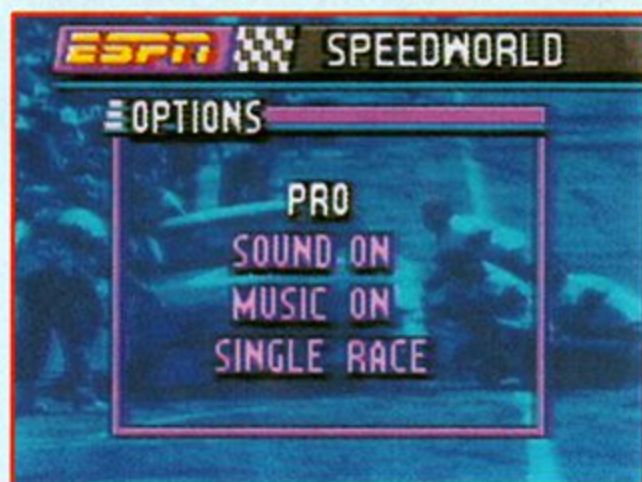 ESPN SPEEDWORLD
OPTIONS
PRO
SOUND ON
MUSIC ON
SINGLE RACE